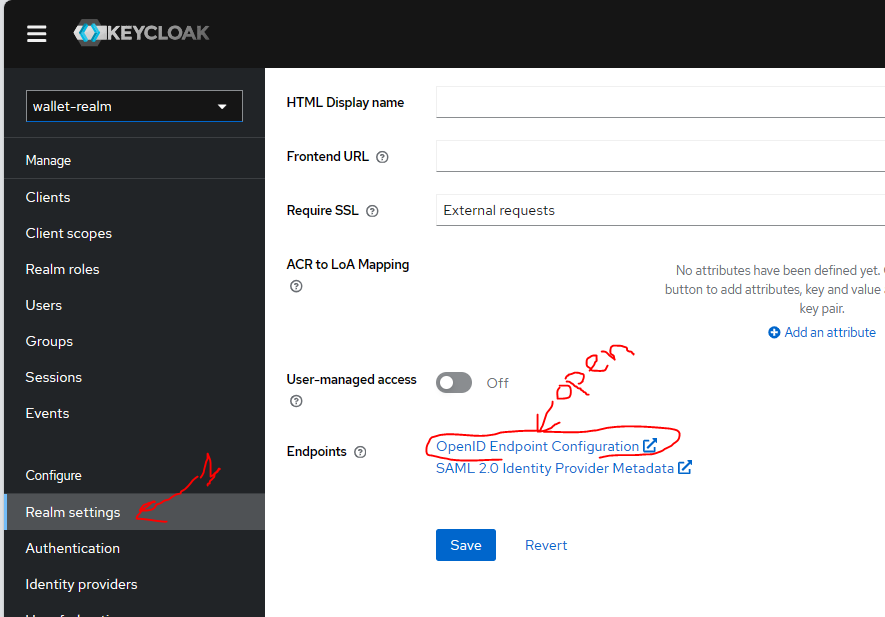 KEYCLOAK
wallet-realm
Manage
Clients
Client scopes
Realm roles
Users
Groups
Sessions
Events
Configure
Realm settings
Authentication
Identity providers
HTML Display name
Frontend URL
Require SSL
External requests
ACR to LoA Mapping
No attributes have been defined yet.
button to add attributes, key and value
key pair.
Add an attribute
User-managed access
Off
open
Endpoints
OpenID Endpoint Configuration
SAML 2.0 Identity Provider Metadata
Save
Revert